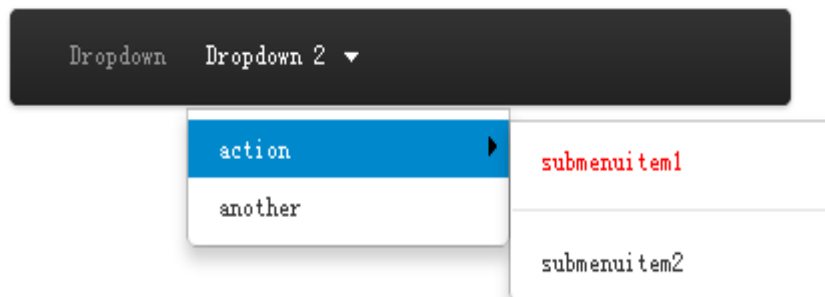 Dropdown Dropdown 2
action
submenuitem1
another
submenuitem2